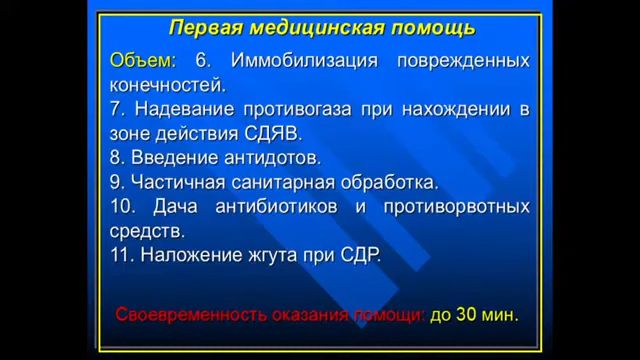 Первая медицинская помощь
Объем: 6. Иммобилизация поврежденных
конечностей.
7. Надевание противогаза при нахождении в
зоне действия СДЯВ.
8. Введение антидотов.
9. Частичная санитарная обработка.
10. Дача антибиотиков и противорвотных
средств.
11. Наложение жгута при СДР.
Своевременность оказания помощи: до 30 мин.